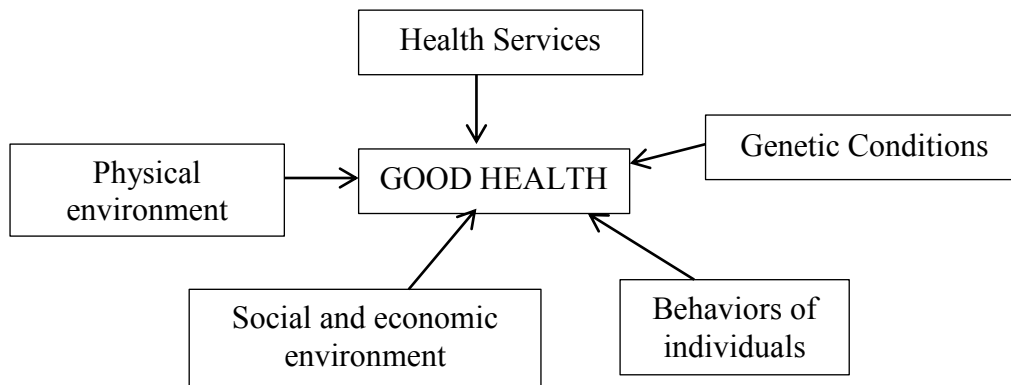 Health Services
Genetic Conditions
Physical
environment
GOOD HEALTH
Social and economic
environment
Behaviors of
individuals